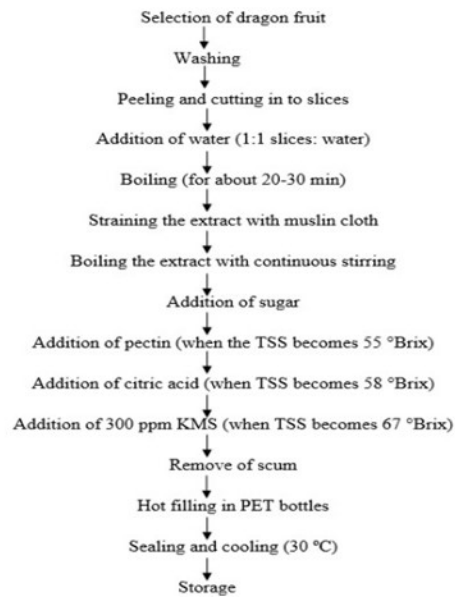 Selection of dragon fruit
Washing
Peeling and cutting in to slices
Addition of water (1:1 slices: water)
Boiling (for about 20-30 min)
Straining the extract with muslin cloth
Boiling the extract with continuous stirring
Addition of sugar
Addition of pectin (when the TSS becomes 55 °Brix)
Addition of citric acid (when TSS becomes 58 °Brix)
Addition of 300 ppm KMS (when TSS becomes 67 °Brix)
Remove of scum
Hot filling in PET bottles
Sealing and cooling (30 ºC)
Storage